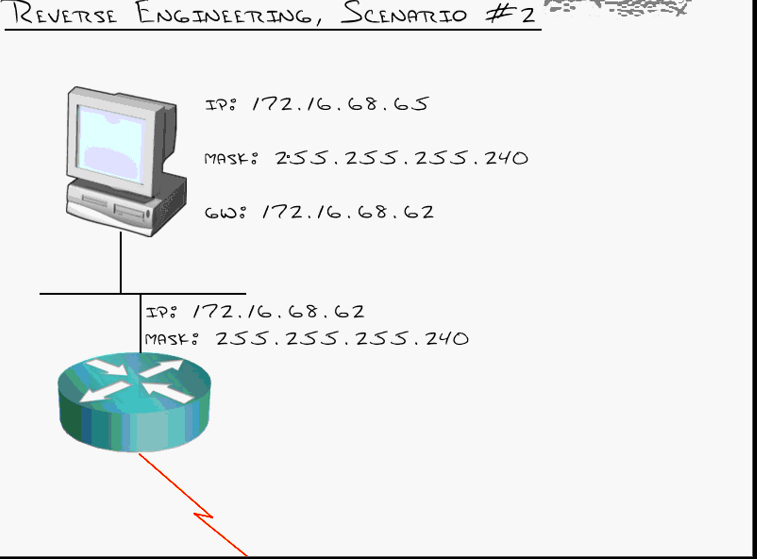 Reverse Engineering, Scenario #2
IP: 172.16.68.65
Mask: 255.255.255.240
GW: 172.16.68.62
IP: 172.16.68.62
Mask: 255.255.255.240